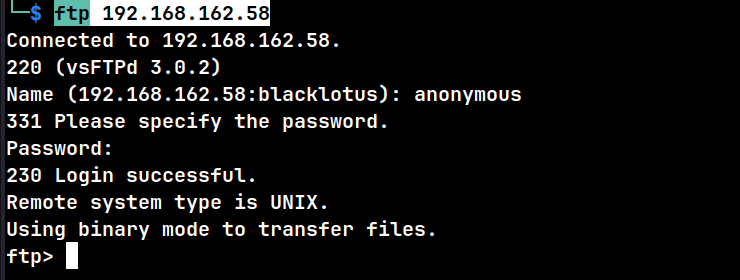 └─$ ftp 192.168.162.58
Connected to 192.168.162.58.
220 (vsFTPd 3.0.2)
Name (192.168.162.58:blacklotus): anonymous
331 Please specify the password.
Password:
230 Login successful.
Remote system type is UNIX.
Using binary mode to transfer files.
ftp>